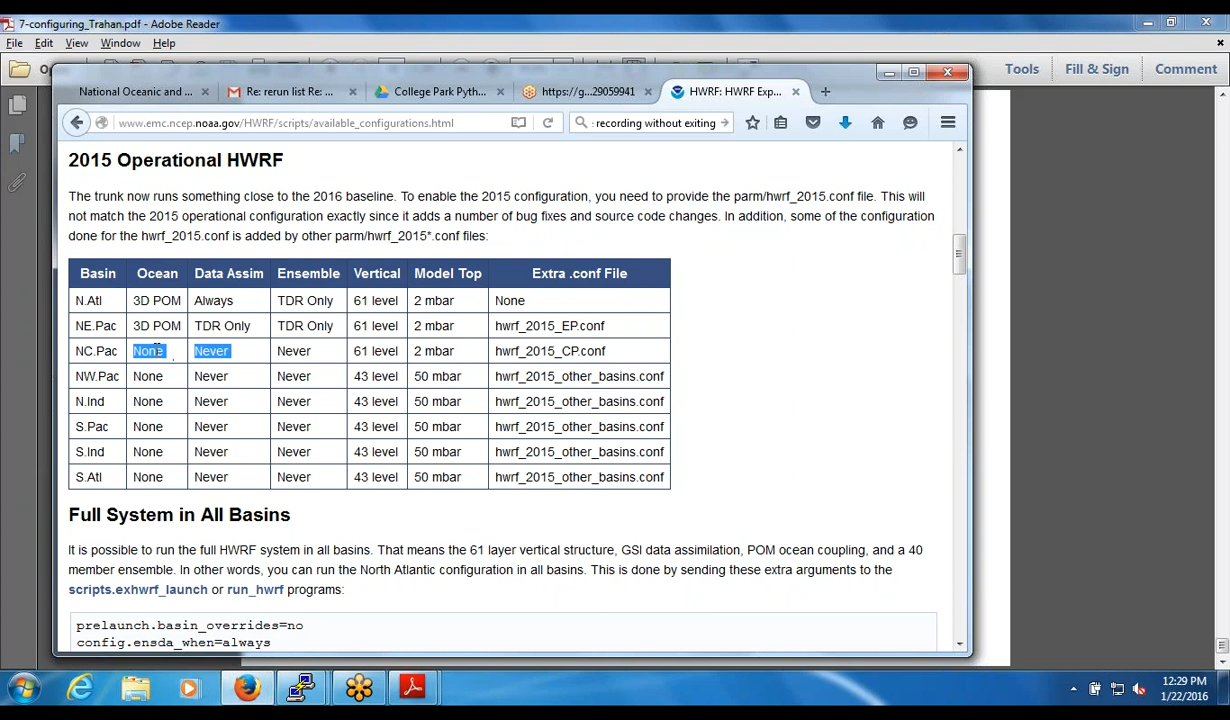 7-configuring_Trahan.pdf - Adobe Reader
File Edit View Window Help
Tools Fill & Sign Comment
National Oceanic and ... Re: rerun list Re: ... College Park Pyth... https://g...29059941 HWRF: HWRF Exp...
www.emc.ncep.noaa.gov/HWRF/scripts/available_configurations.html : recording without exiting
2015 Operational HWRF
The trunk now runs something close to the 2016 baseline. To enable the 2015 configuration, you need to provide the parm/hwrf_2015.conf file. This will
not match the 2015 operational configuration exactly since it adds a number of bug fixes and source code changes. In addition, some of the configuration
done for the hwrf_2015.conf is added by other parm/hwrf_2015*.conf files:
Basin Ocean Data Assim Ensemble Vertical Model Top Extra .conf File
N.Atl 3D POM Always TDR Only 61 level 2 mbar None
NE.Pac 3D POM TDR Only TDR Only 61 level 2 mbar hwrf_2015_EP.conf
NC.Pac None Never Never 61 level 2 mbar hwrf_2015_CP.conf
NW.Pac None Never Never 43 level 50 mbar hwrf_2015_other_basins.conf
N.Ind None Never Never 43 level 50 mbar hwrf_2015_other_basins.conf
S.Pac None Never Never 43 level 50 mbar hwrf_2015_other_basins.conf
S.Ind None Never Never 43 level 50 mbar hwrf_2015_other_basins.conf
S.Atl None Never Never 43 level 50 mbar hwrf_2015_other_basins.conf
Full System in All Basins
It is possible to run the full HWRF system in all basins. That means the 61 layer vertical structure, GSI data assimilation, POM ocean coupling, and a 40
member ensemble. In other words, you can run the North Atlantic configuration in all basins. This is done by sending these extra arguments to the
scripts.exhwrf_launch or run_hwrf programs:
prelaunch.basin_overrides=no
config.ensda_when=always
12:29 PM
1/22/2016